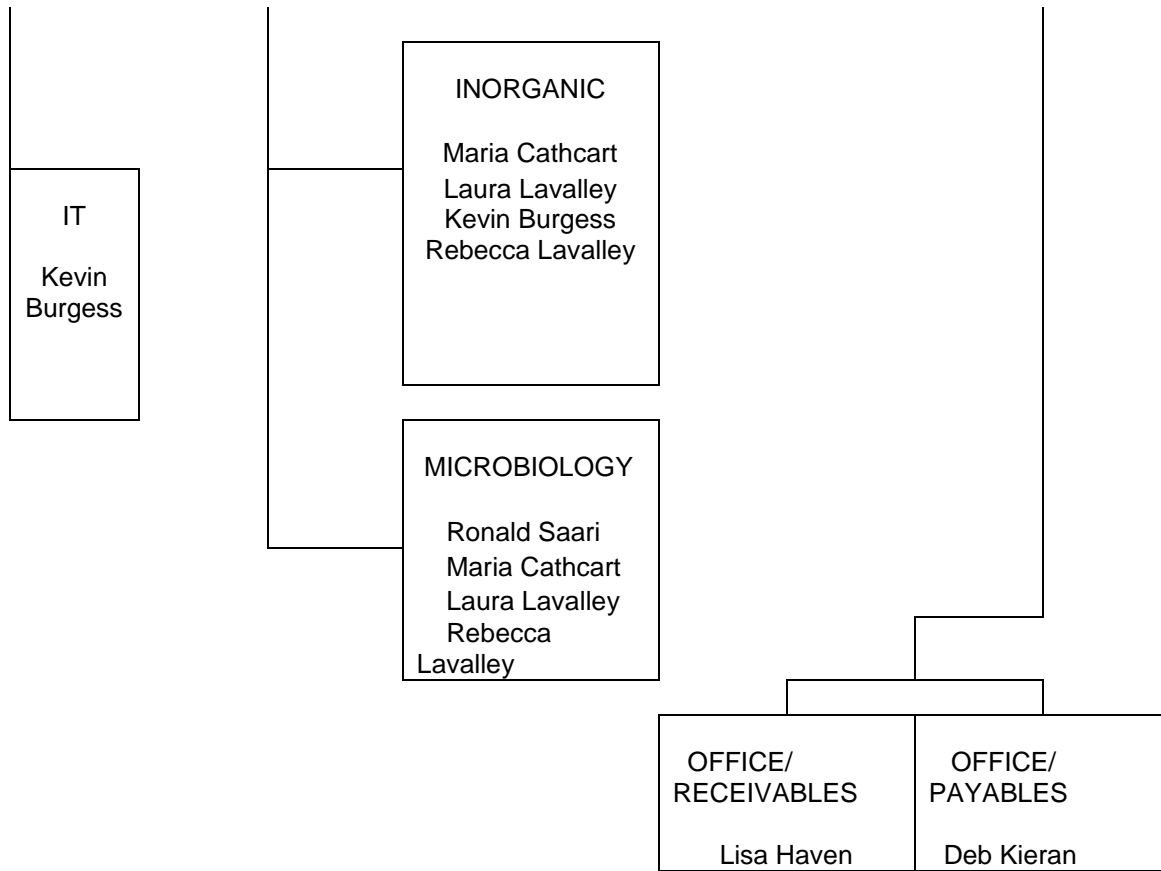 INORGANIC
Maria Cathcart
Laura Lavalley
Kevin Burgess
Rebecca Lavalley
IT
Kevin
Burgess
MICROBIOLOGY
Ronald Saari
Maria Cathcart
Laura Lavalley
Rebecca
Lavalley
OFFICE/
RECEIVABLES
Lisa Haven
OFFICE/
PAYABLES
Deb Kieran